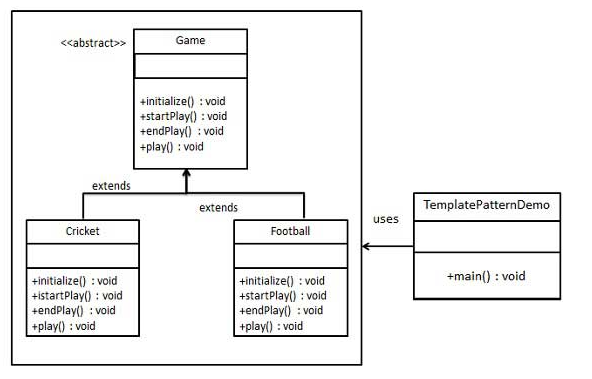 <<abstract>>
Game
+initialize() : void
+startPlay() : void
+endPlay() : void
+play() : void
extends
extends
Cricket
+initialize() : void
+istartPlay() : void
+endPlay() : void
+play() : void
Football
+initialize() : void
+startPlay() : void
+endPlay() : void
+play() : void
uses
TemplatePatternDemo
+main() : void